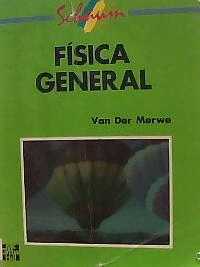 Schaum
FÍSICA
GENERAL
Van Der Merwe